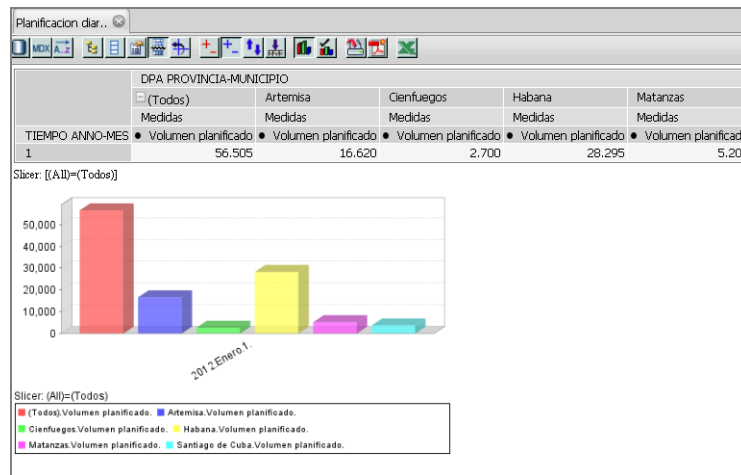 Planificacion diar..
MDX A..z
DPA PROVINCIA-MUNICIPIO
(Todos) Artemisa Cienfuegos Habana Matanzas
Medidas Medidas Medidas Medidas Medidas
TIEMPO ANNO-MES • Volumen planificado • Volumen planificado • Volumen planificado • Volumen planificado • Volumen planificad
1 56.505 16.620 2.700 28.295 5.20
Slicer: [(All)=(Todos)]
50,000
40,000
30,000
20,000
10,000
0
2012.Enero.1.
Slicer: (All)=(Todos)
(Todos).Volumen planificado. Artemisa.Volumen planificado.
Cienfuegos.Volumen planificado. Habana.Volumen planificado.
Matanzas.Volumen planificado. Santiago de Cuba.Volumen planificado.